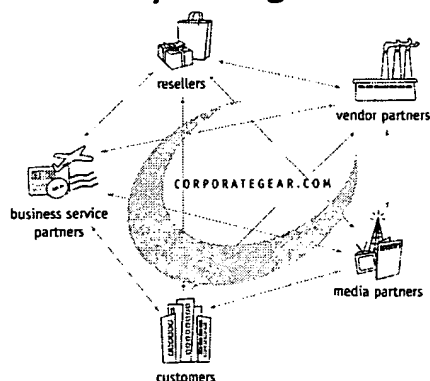 resellers
vendor partners
CORPORATEGEAR.COM
business service
partners
media partners
customers